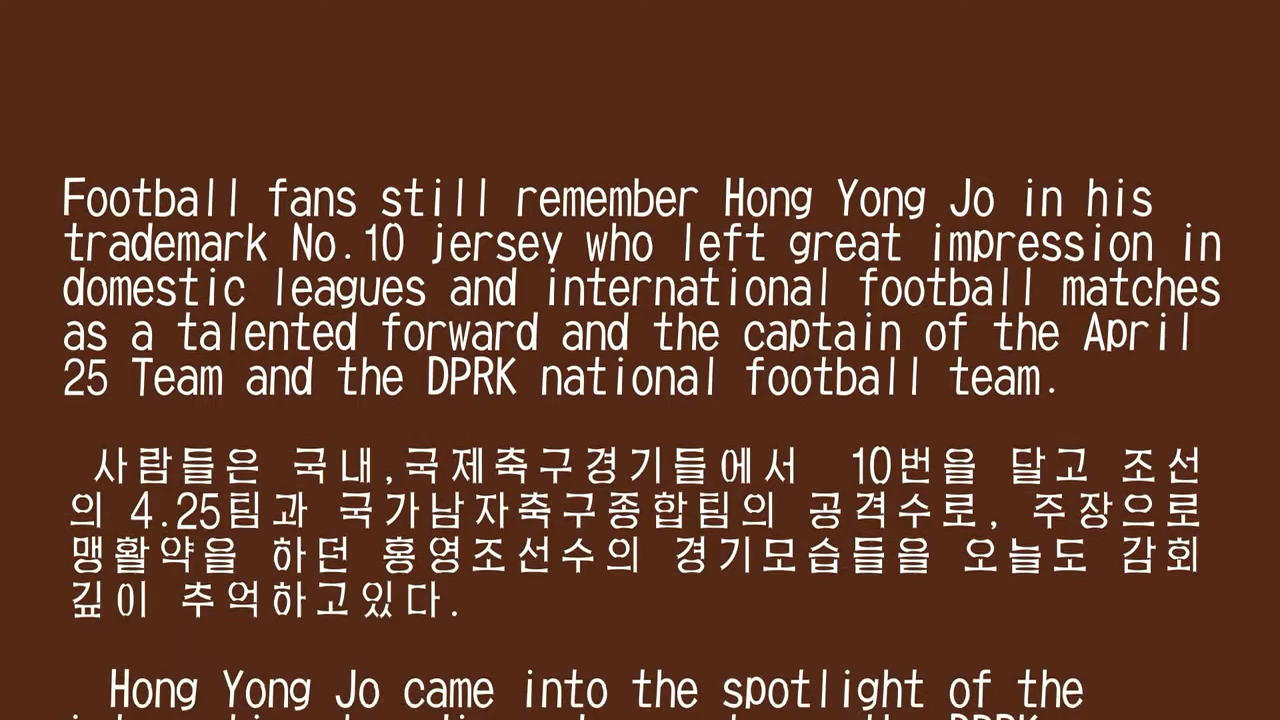 Football fans still remember Hong Yong Jo in his
trademark No.10 jersey who left great impression in
domestic leagues and international football matches
as a talented forward and the captain of the April
25 Team and the DPRK national football team.
사람들은 국내,국제축구경기들에서 10번을 달고 조선
의 4.25팀과 국가남자축구종합팀의 공격수로, 주장으로
맹활약을 하던 홍영조선수의 경기모습들을 오늘도 감회
깊이 추억하고있다.
Hong Yong Jo came into the spotlight of the